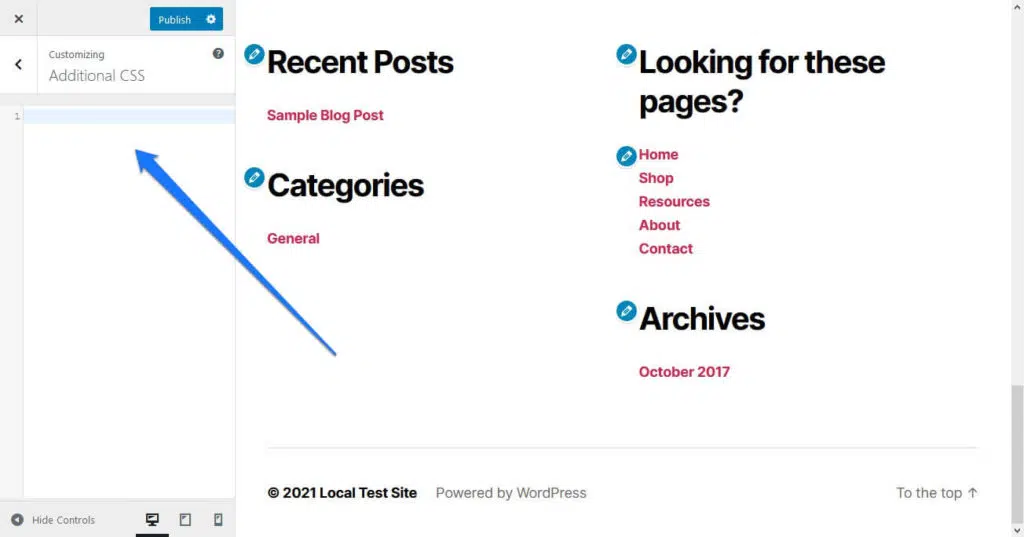 Publish
Customizing
Additional CSS
1
Hide Controls
Recent Posts
Sample Blog Post
Categories
General
Looking for these
pages?
Home
Shop
Resources
About
Contact
Archives
October 2017
© 2021 Local Test Site Powered by WordPress To the top ↑